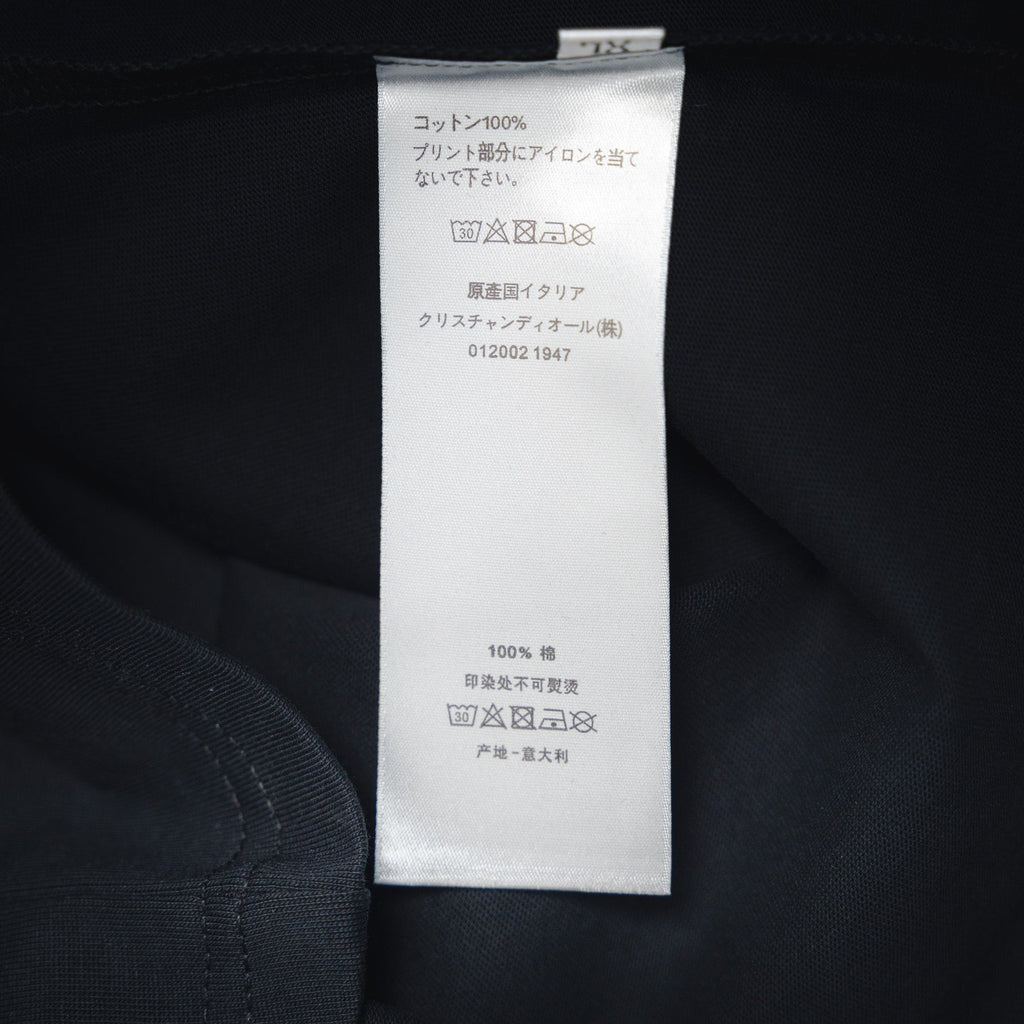 XL
コットン100%
プリント部分にアイロンを当て
ないで下さい。
30
原産国イタリア
クリスチャンディオール(株)
012002 1947
100% 棉
印染处不可熨烫
30
产地-意大利